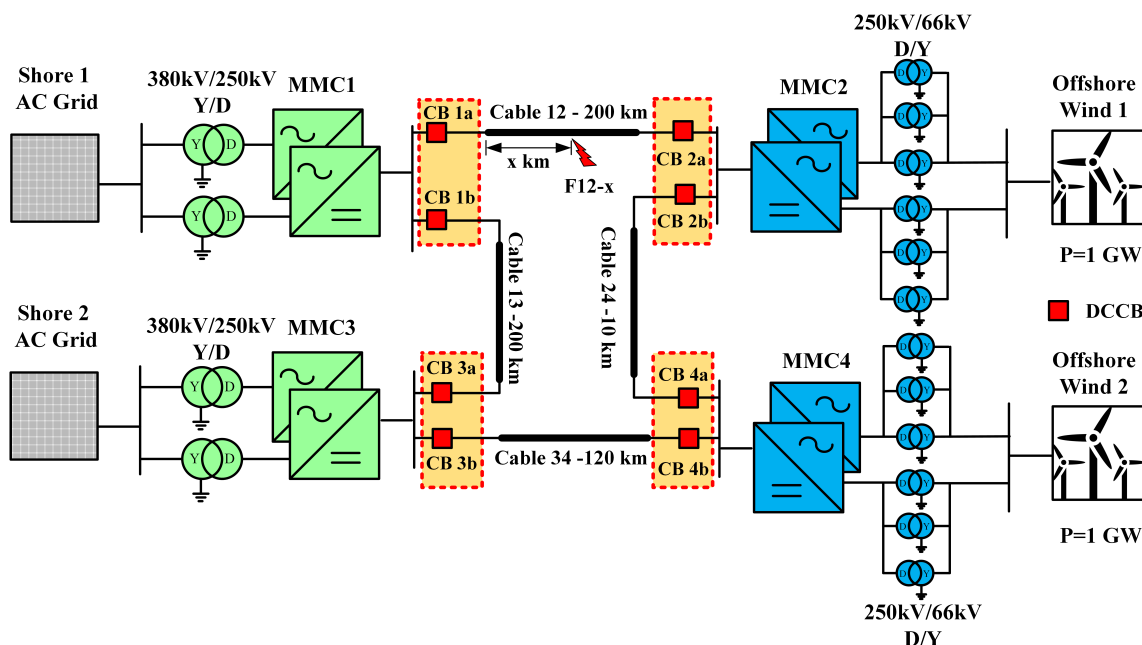 250kV/66kV
D/Y
Shore 1
AC Grid
380kV/250kV
Y/D
MMC1
MMC2
Offshore
Wind 1
CB 1a
Cable 12 - 200 km
x km
F12-x
CB 2a
CB 1b
CB 2b
Y D
Y D
D Y
D Y
D Y
D Y
D Y
D Y
P=1 GW
Cable 13 -200 km
Cable 24 -10 km
DCCB
Shore 2
AC Grid
380kV/250kV
Y/D
MMC3
MMC4
Offshore
Wind 2
CB 3a
CB 4a
CB 3b
Cable 34 -120 km
CB 4b
Y D
Y D
D Y
D Y
D Y
D Y
D Y
D Y
P=1 GW
250kV/66kV
D/Y